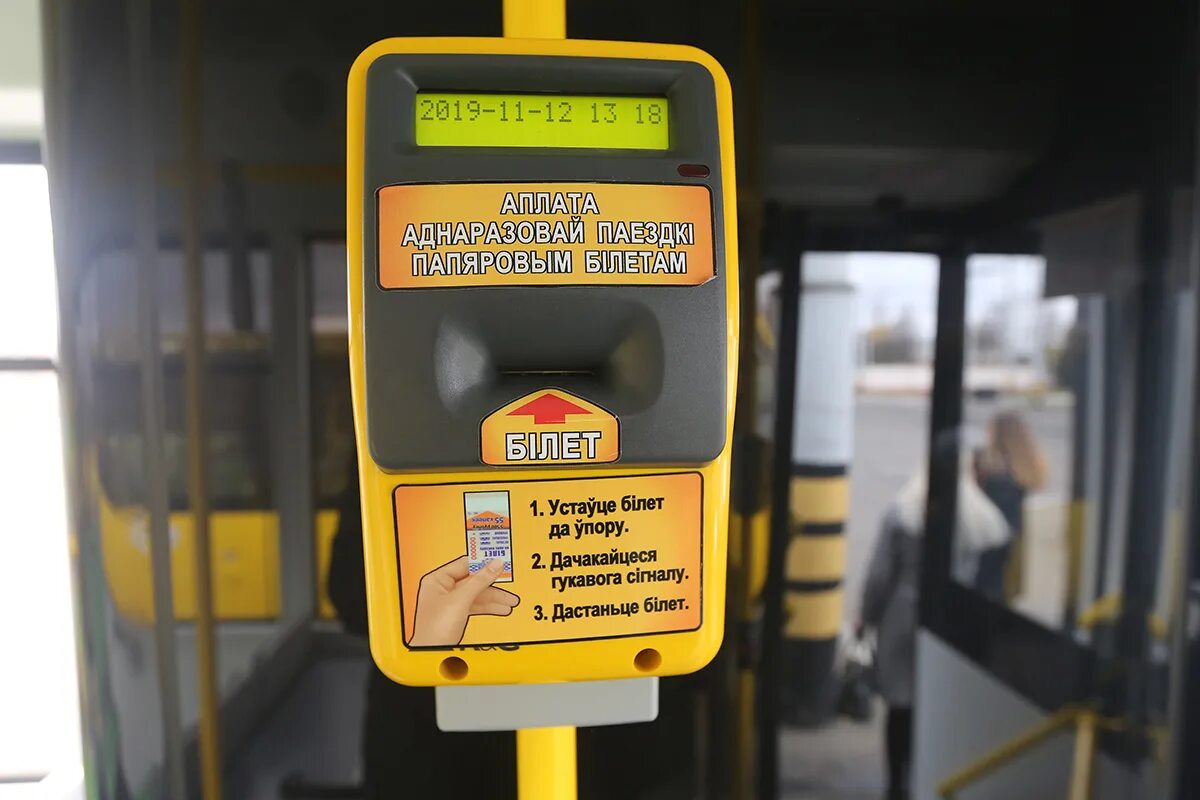 2019-11-12 13 18
АПЛАТА
АДНАРАЗОВАЙ ПАЕЗДКІ
ПАПЯРОВЫМ БІЛЕТАМ
БІЛЕТ
1. Устаўце білет
да ўпору.
2. Дачакайцеся
гукавога сігналу.
3. Дастаньце білет.
БІЛЕТ